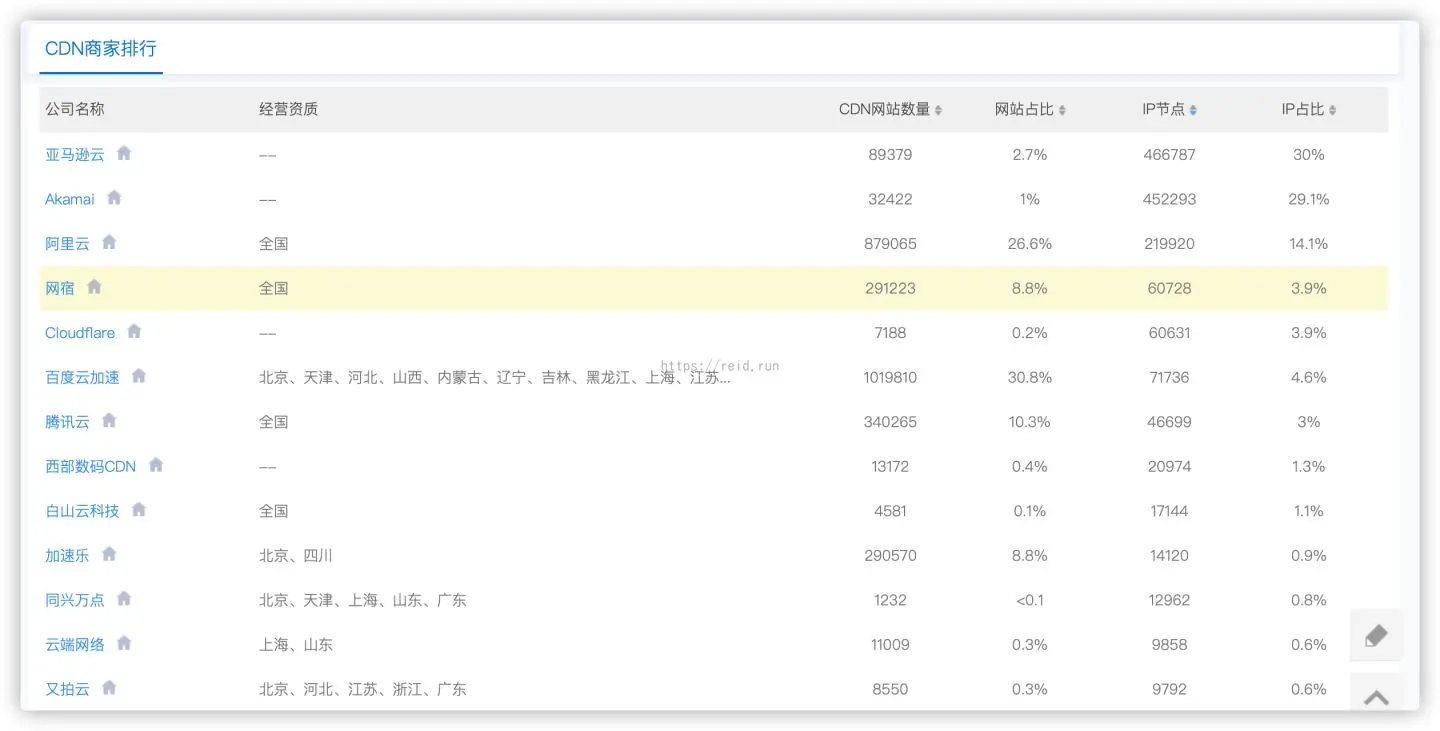 CDN商家排行
公司名称 经营资质 CDN网站数量 网站占比 IP节点 IP占比
亚马逊云 -- 89379 2.7% 466787 30%
Akamai -- 32422 1% 452293 29.1%
阿里云 全国 879065 26.6% 219920 14.1%
网宿 全国 291223 8.8% 60728 3.9%
Cloudflare -- 7188 0.2% 60631 3.9%
https://reid.run
百度云加速 北京、天津、河北、山西、内蒙古、辽宁、吉林、黑龙江、上海、江苏... 1019810 30.8% 71736 4.6%
腾讯云 全国 340265 10.3% 46699 3%
西部数码CDN -- 13172 0.4% 20974 1.3%
白山云科技 全国 4581 0.1% 17144 1.1%
加速乐 北京、四川 290570 8.8% 14120 0.9%
同兴万点 北京、天津、上海、山东、广东 1232 <0.1 12962 0.8%
云端网络 上海、山东 11009 0.3% 9858 0.6%
又拍云 北京、河北、江苏、浙江、广东 8550 0.3% 9792 0.6%